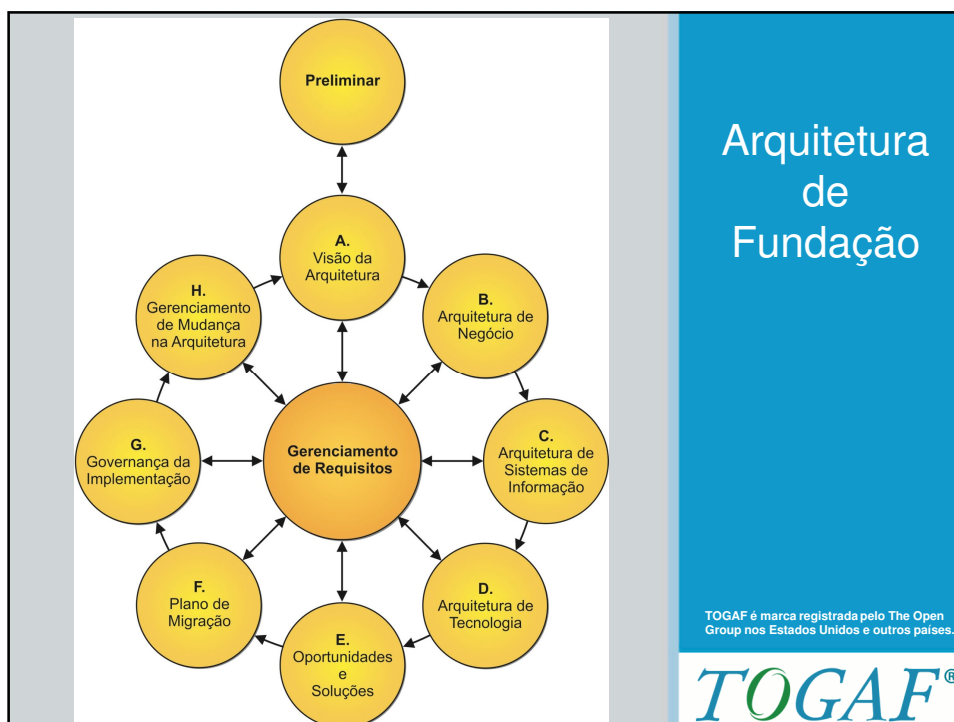 Preliminar
A.
Visão da
Arquitetura
B.
Arquitetura de
Negócio
C.
Arquitetura de
Sistemas de
Informação
D.
Arquitetura de
Tecnologia
E.
Oportunidades
e
Soluções
F.
Plano de
Migração
G.
Governança da
Implementação
H.
Gerenciamento
de Mudança
na Arquitetura
Gerenciamento
de Requisitos
Arquitetura
de
Fundação
TOGAF é marca registrada pelo The Open
Group nos Estados Unidos e outros países.
TOGAF®